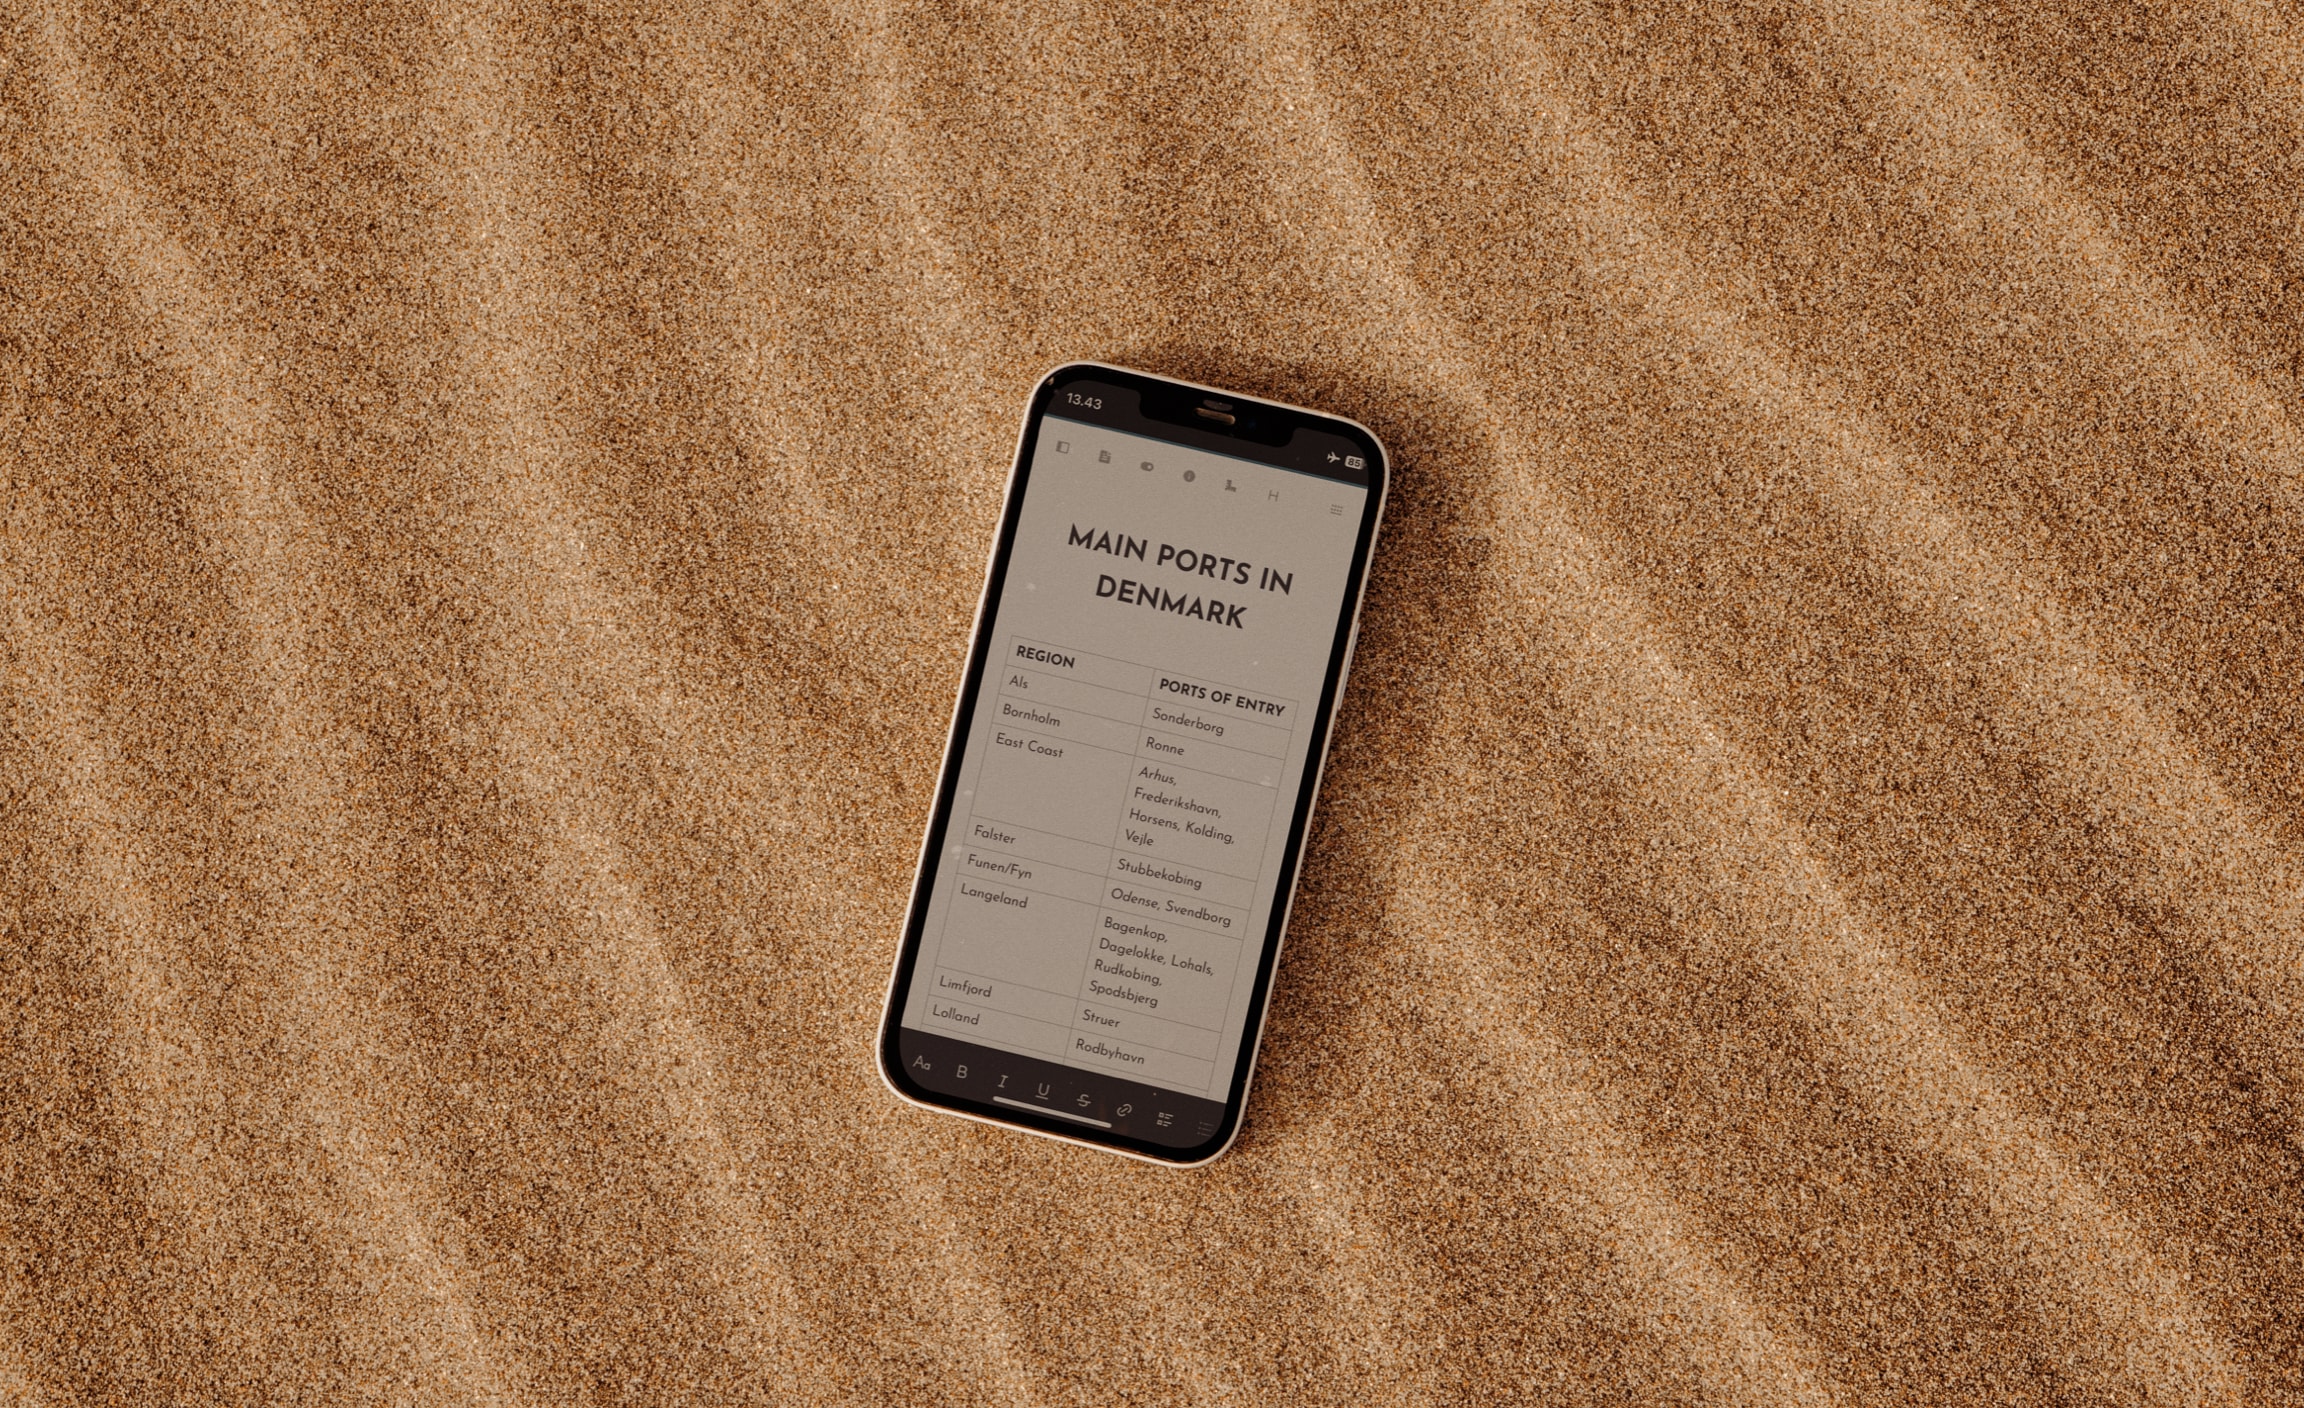 13.43
85
H
MAIN PORTS IN
DENMARK
REGION
PORTS OF ENTRY
Als
Sonderborg
Bornholm
Ronne
East Coast
Arhus,
Frederikshavn,
Horsens, Kolding,
Vejle
Falster
Stubbekobing
Funen/Fyn
Odense, Svendborg
Langeland
Bagenkop,
Dagelokke, Lohals,
Rudkobing,
Spodsbjerg
Limfjord
Struer
Lolland
Rodbyhavn
Aa B I U S